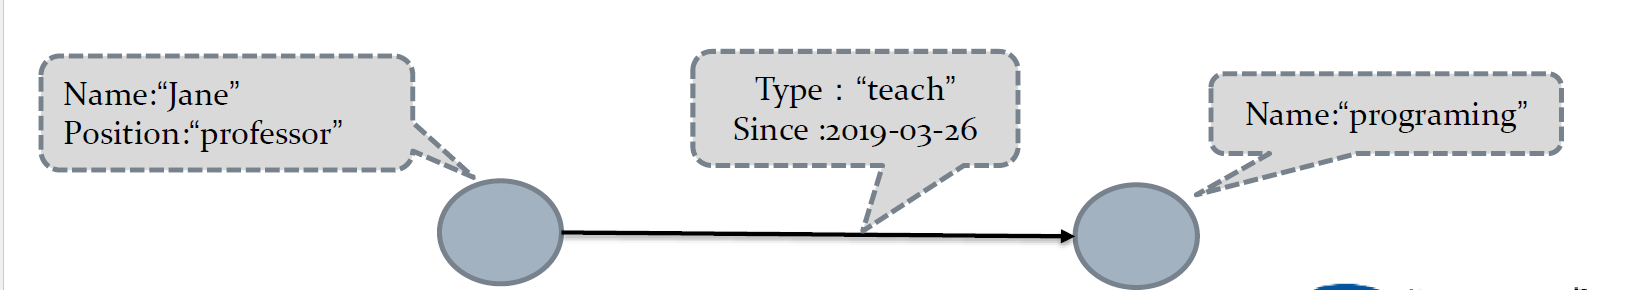 Name:“Jane”
Position:“professor”
Type : “teach”
Since :2019-03-26
Name:“programing”